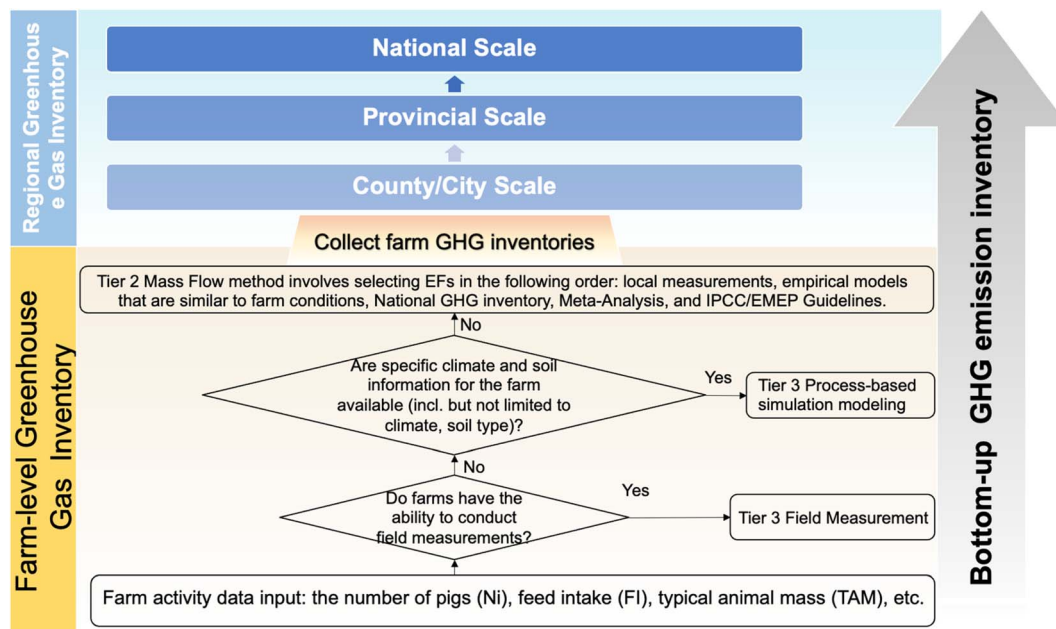 Regional Greenhous
e Gas Inventory
National Scale
Provincial Scale
County/City Scale
Collect farm GHG inventories
Farm-level Greenhouse
Gas Inventory
Tier 2 Mass Flow method involves selecting EFs in the following order: local measurements, empirical models
that are similar to farm conditions, National GHG inventory, Meta-Analysis, and IPCC/EMEP Guidelines.
No
Are specific climate and soil
information for the farm
available (incl. but not limited to
climate, soil type)?
Yes
Tier 3 Process-based
simulation modeling
No
Do farms have the
ability to conduct
field measurements?
Yes
Tier 3 Field Measurement
Farm activity data input: the number of pigs (Ni), feed intake (FI), typical animal mass (TAM), etc.
Bottom-up GHG emission inventory